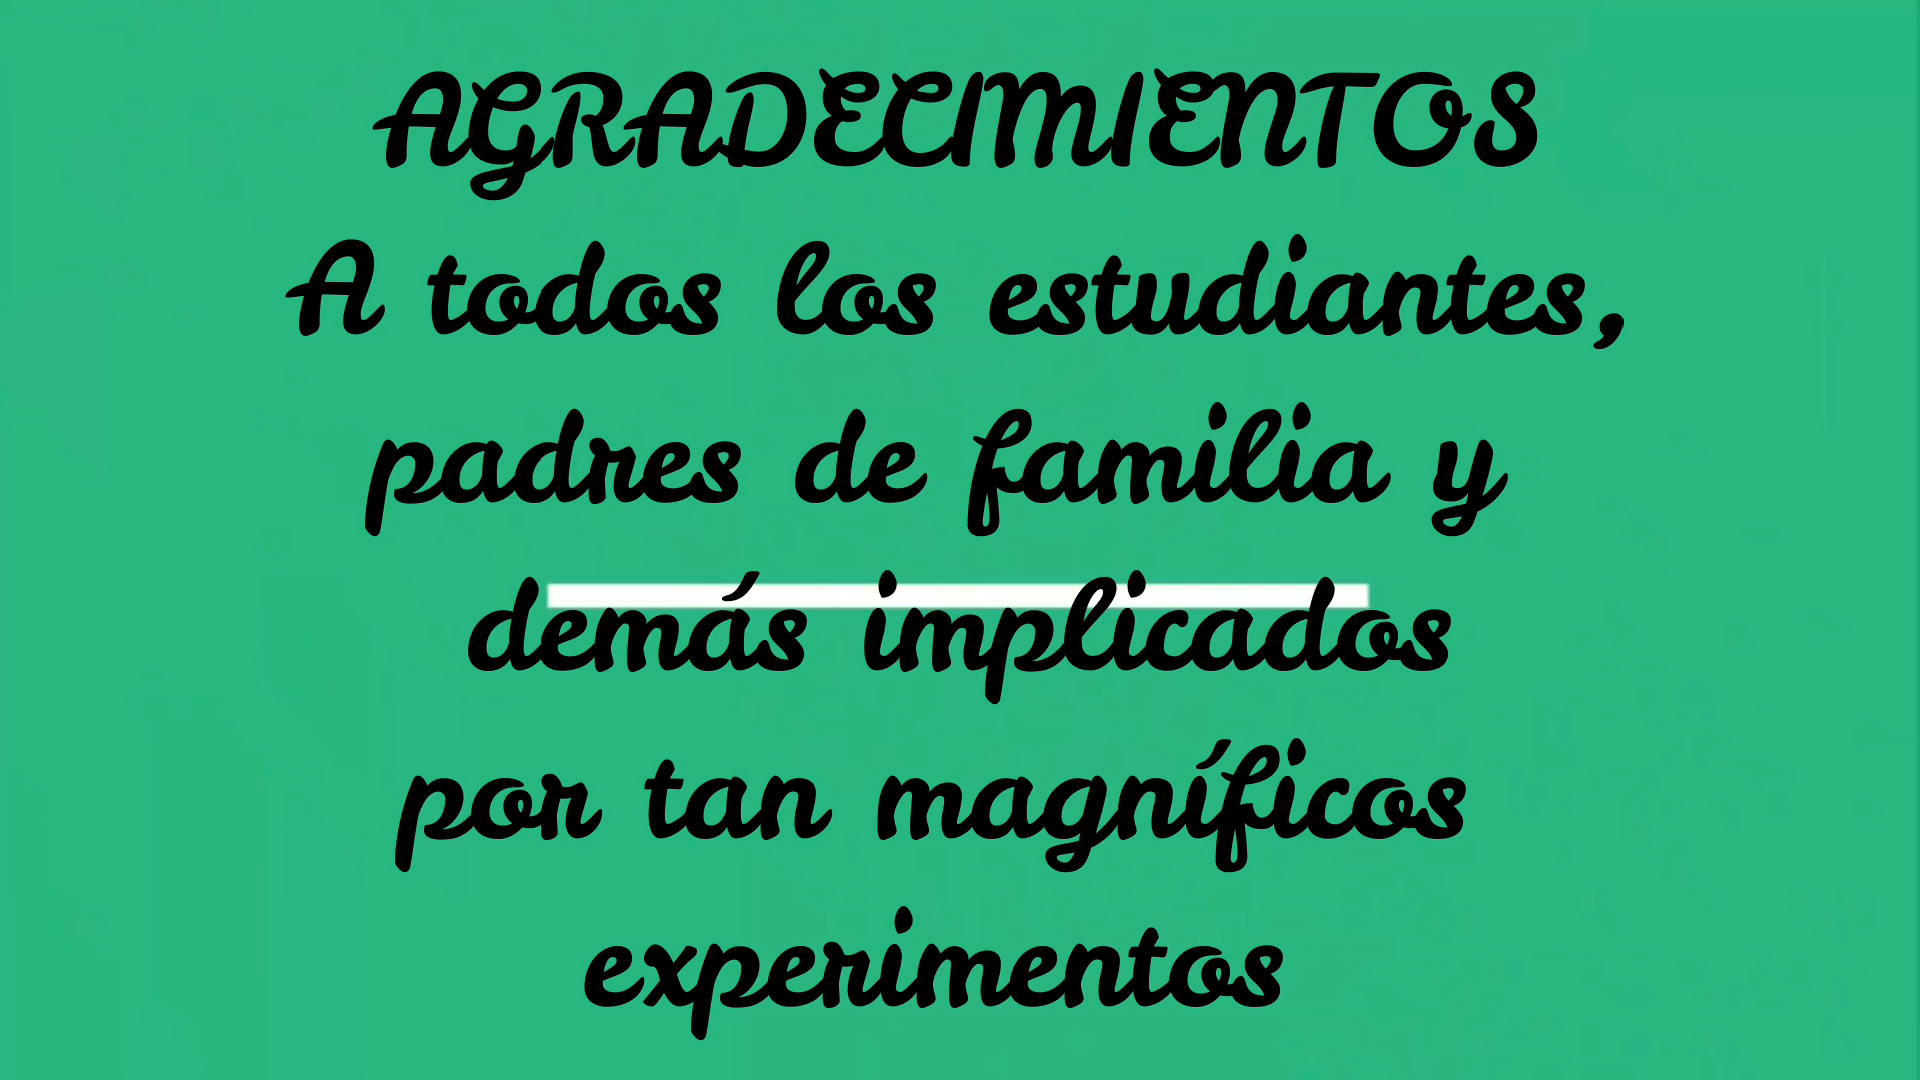 AGRADECIMIENTOS
A todos los estudiantes,
padres de familia y
demás implicados
por tan magníficos
experimentos